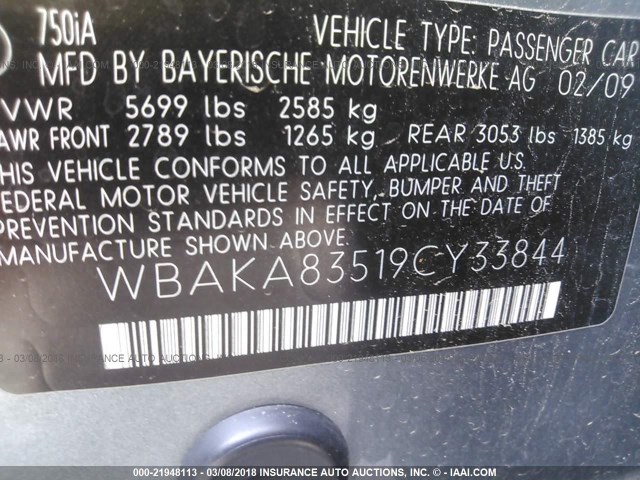 750iA VEHICLE TYPE: PASSENGER CAR
MFD BY BAYERISCHE MOTORENWERKE AG 02/09
VWR 5699 lbs 2585 kg
AWR FRONT 2789 lbs 1265 kg REAR 3053 lbs 1385 kg
THIS VEHICLE CONFORMS TO ALL APPLICABLE U.S.
FEDERAL MOTOR VEHICLE SAFETY, BUMPER AND THEFT
PREVENTION STANDARDS IN EFFECT ON THE DATE OF
MANUFACTURE SHOWN ABOVE.
WBAKA83519CY33844
000-21948113 - 03/08/2018 INSURANCE AUTO AUCTIONS, INC. © - IAAI.COM